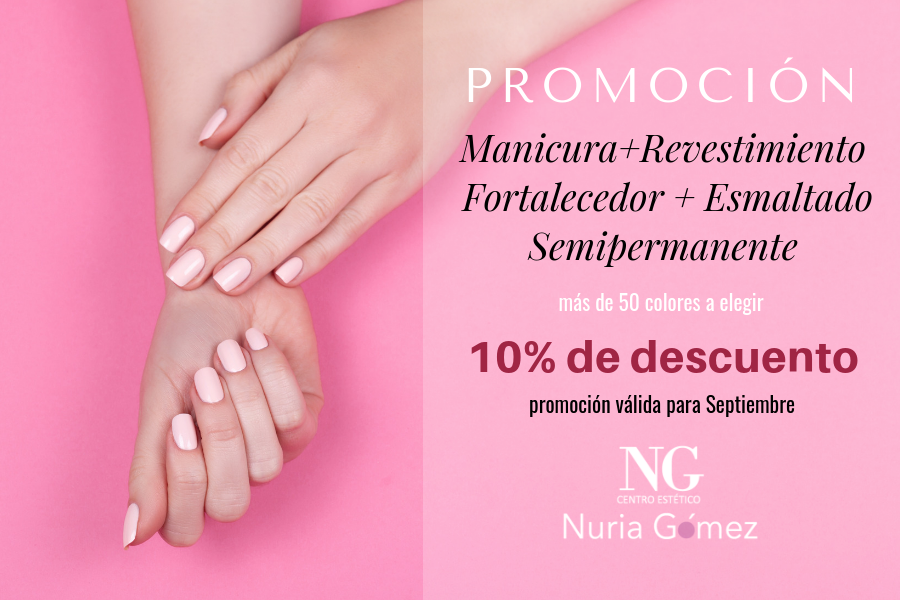 PROMOCIÓN
Manicura+Revestimiento
Fortalecedor + Esmaltado
Semipermanente
más de 50 colores a elegir
10% de descuento
promoción válida para Septiembre
NG
CENTRO ESTÉTICO
Nuria Gómez